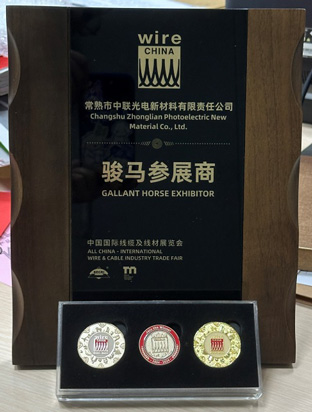 wire
CHINA
常熟市中联光电新材料有限责任公司
Changshu Zhonglian Photoelectric New
Material Co., Ltd.
骏马参展商
GALLANT HORSE EXHIBITOR
中国国际线缆及线材展览会
ALL CHINA - INTERNATIONAL
WIRE & CABLE INDUSTRY TRADE FAIR
wire